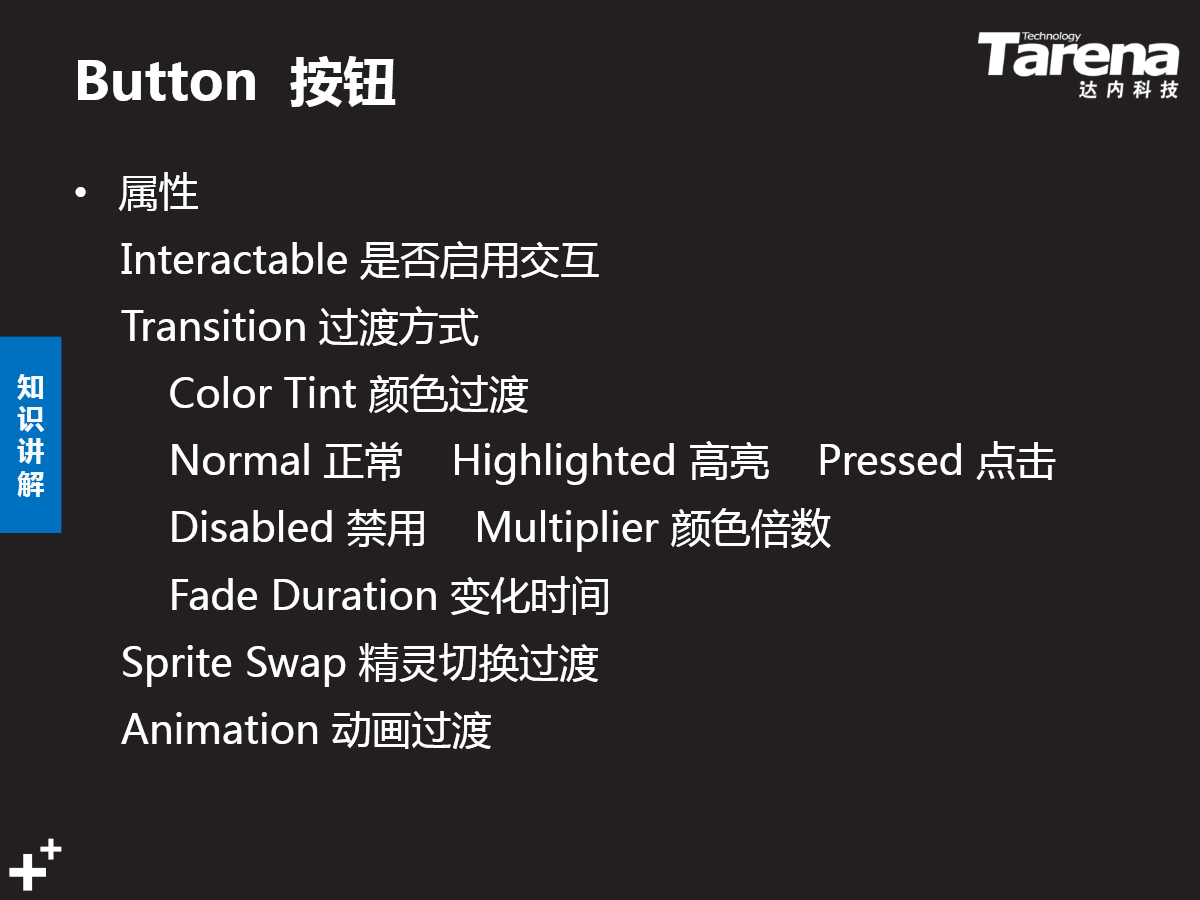 Button 按钮
Technology
Tarena
达内科技
• 属性
Interactable 是否启用交互
Transition 过渡方式
Color Tint 颜色过渡
Normal 正常 Highlighted 高亮 Pressed 点击
Disabled 禁用 Multiplier 颜色倍数
Fade Duration 变化时间
Sprite Swap 精灵切换过渡
Animation 动画过渡
知识讲解